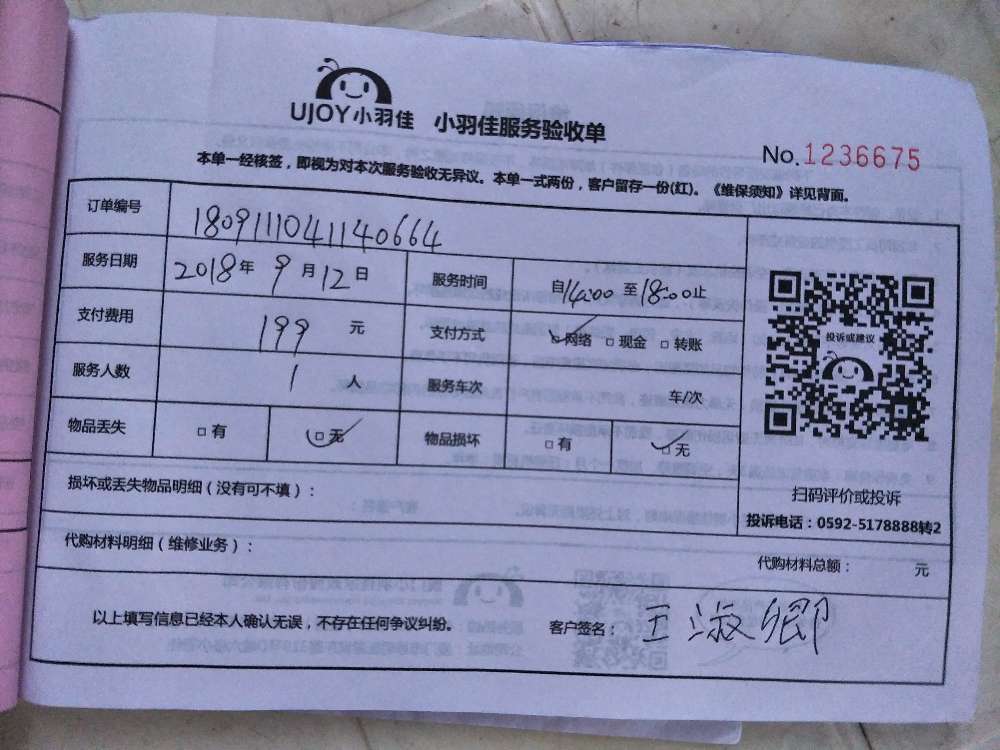 UJOY小羽佳 小羽佳服务验收单
No.1236675
本单一经核签，即视为对本次服务验收无异议。本单一式两份，客户留存一份(红)。《维保须知》详见背面。
订单编号 1809111041140664
服务日期 2018年9月12日 服务时间 自14:00至18:00止
支付费用 199元 支付方式 网络 现金 转账
服务人数 1人 服务车次 车/次
物品丢失 有 无 物品损坏 有 无
投诉或建议
扫码评价或投诉
投诉电话：0592-5178888转2
损坏或丢失物品明细（没有可不填）：
代购材料明细（维修业务）： 代购材料总额： 元
以上填写信息已经本人确认无误，不存在任何争议纠纷。 客户签名：王淑卿